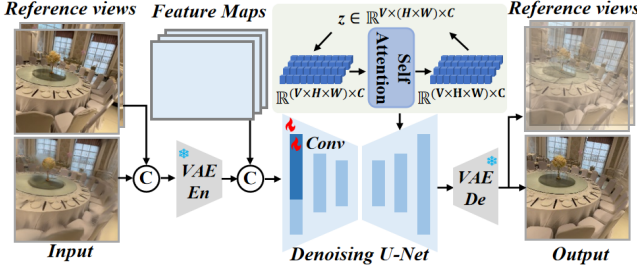 Reference views
Feature Maps
z ∈ ℝ^{V×(H×W)×C}
Reference views
Self
Attention
ℝ^{(V×H×W)×C}
ℝ^{(V×H×W)×C}
Conv
C
VAE
En
C
VAE
De
Input
Denoising U-Net
Output